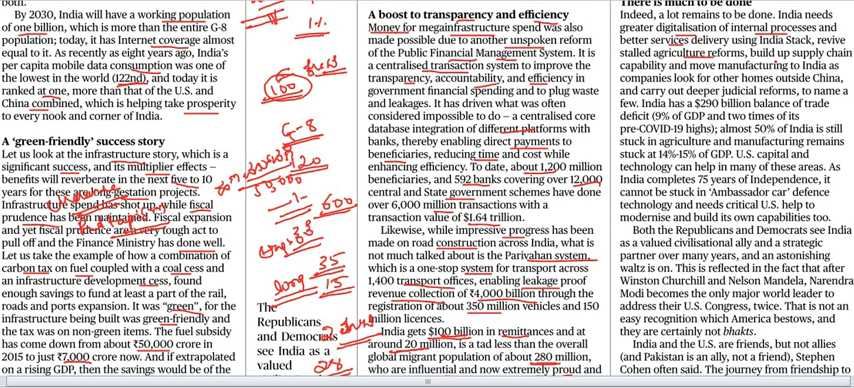 both.
By 2030, India will have a working population
of one billion, which is more than the entire G-8
population; today, it has Internet coverage almost
equal to it. As recently as eight years ago, India's
per capita mobile data consumption was one of
the lowest in the world (122nd), and today it is
ranked at one, more than that of the U.S. and
China combined, which is helping take prosperity
to every nook and corner of India.
A 'green-friendly' success story
Let us look at the infrastructure story, which is a
significant success, and its multiplier effects –
benefits will reverberate in the next five to 10
years for these are long-gestation projects.
Infrastructure spend has shot up, while fiscal
prudence has been maintained. Fiscal expansion
and yet fiscal prudence are a very tough act to
pull off and the Finance Ministry has done well.
Let us take the example of how a combination of
carbon tax on fuel coupled with a coal cess and
an infrastructure development cess, found
enough savings to fund at least a part of the rail,
roads and ports expansion. It was "green", for the
infrastructure being built was green-friendly and
the tax was on non-green items. The fuel subsidy
has come down from about ₹50,000 crore in
2015 to just ₹7,000 crore now. And if extrapolated
on a rising GDP, then the savings would be of the
1%
100
G-8
120
50000
600
33
35
15
28
The
Republicans
and Democrats
see India as a
valued
A boost to transparency and efficiency
Money for megainfrastructure spend was also
made possible due to another unspoken reform
of the Public Financial Management System. It is
a centralised transaction system to improve the
transparency, accountability, and efficiency in
government financial spending and to plug waste
and leakages. It has driven what was often
considered impossible to do – a centralised core
database integration of different platforms with
banks, thereby enabling direct payments to
beneficiaries, reducing time and cost while
enhancing efficiency. To date, about 1,200 million
beneficiaries, and 592 banks covering over 12,000
central and State government schemes have done
over 6,000 million transactions with a
transaction value of $1.64 trillion.
Likewise, while impressive progress has been
made on road construction across India, what is
not much talked about is the Parivahan system,
which is a one-stop system for transport across
1,400 transport offices, enabling leakage proof
revenue collection of ₹4,000 billion through the
registration of about 350 million vehicles and 150
million licences.
India gets $100 billion in remittances and at
around 20 million, is a tad less than the overall
global migrant population of about 280 million,
who are influential and now extremely proud and
There is much to be done
Indeed, a lot remains to be done. India needs
greater digitalisation of internal processes and
better services delivery using India Stack, revive
stalled agriculture reforms, build up supply chain
capability and move manufacturing to India as
companies look for other homes outside China,
and carry out deeper judicial reforms, to name a
few. India has a $290 billion balance of trade
deficit (9% of GDP and two times of its
pre-COVID-19 highs); almost 50% of India is still
stuck in agriculture and manufacturing remains
stuck at 14%-15% of GDP. U.S. capital and
technology can help in many of these areas. As
India completes 75 years of Independence, it
cannot be stuck in 'Ambassador car' defence
technology and needs critical U.S. help to
modernise and build its own capabilities too.
Both the Republicans and Democrats see India
as a valued civilisational ally and a strategic
partner over many years, and an astonishing
waltz is on. This is reflected in the fact that after
Winston Churchill and Nelson Mandela, Narendra
Modi becomes the only major world leader to
address their U.S. Congress, twice. That is not an
easy recognition which America bestows, and
they are certainly not bhakts.
India and the U.S. are friends, but not allies
(and Pakistan is an ally, not a friend), Stephen
Cohen often said. The journey from friendship to